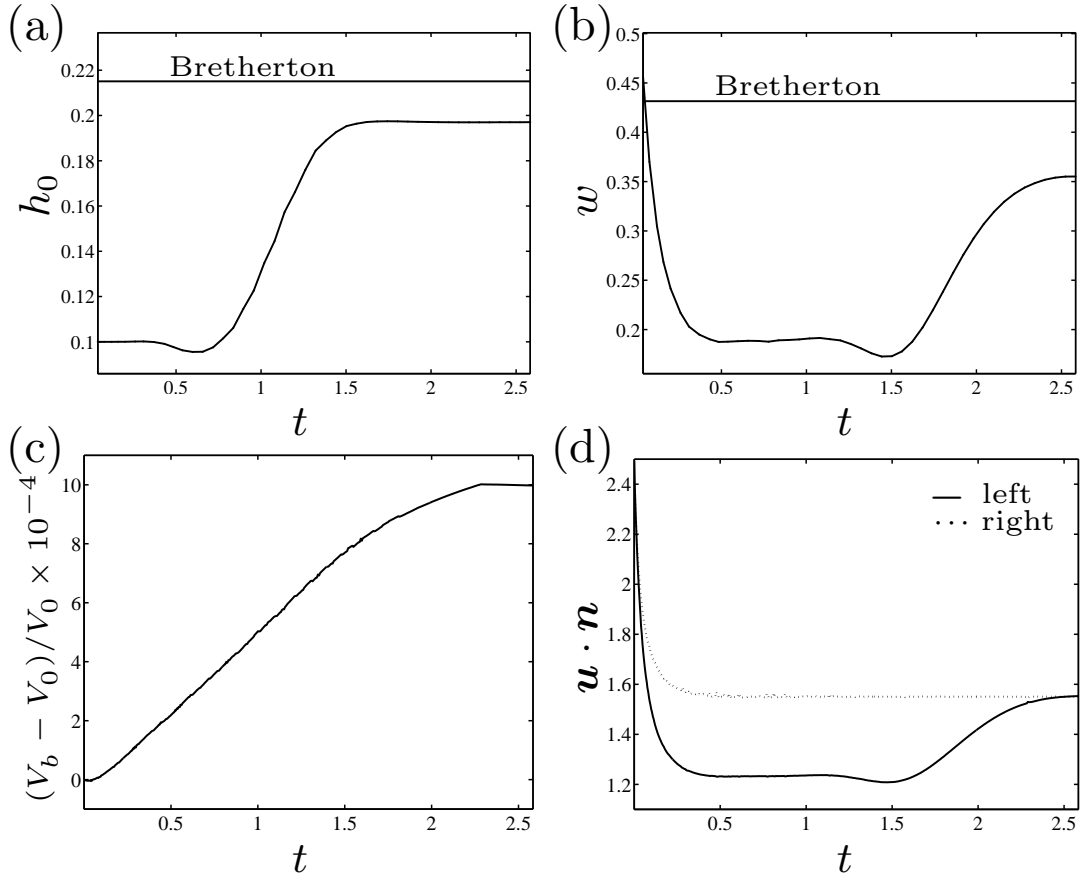 (a)
Bretherton
0.22
0.2
0.18
0.16
0.14
0.12
0.1
h₀
0.5 1 1.5 2 2.5
t
(b)
Bretherton
0.5
0.45
0.4
0.35
0.3
0.25
0.2
w
0.5 1 1.5 2 2.5
t
(c)
10
8
6
4
2
0
(V_b − V_0)/V_0 × 10^{−4}
0.5 1 1.5 2 2.5
t
(d)
left
right
2.4
2.2
2
1.8
1.6
1.4
1.2
u · n
0.5 1 1.5 2 2.5
t